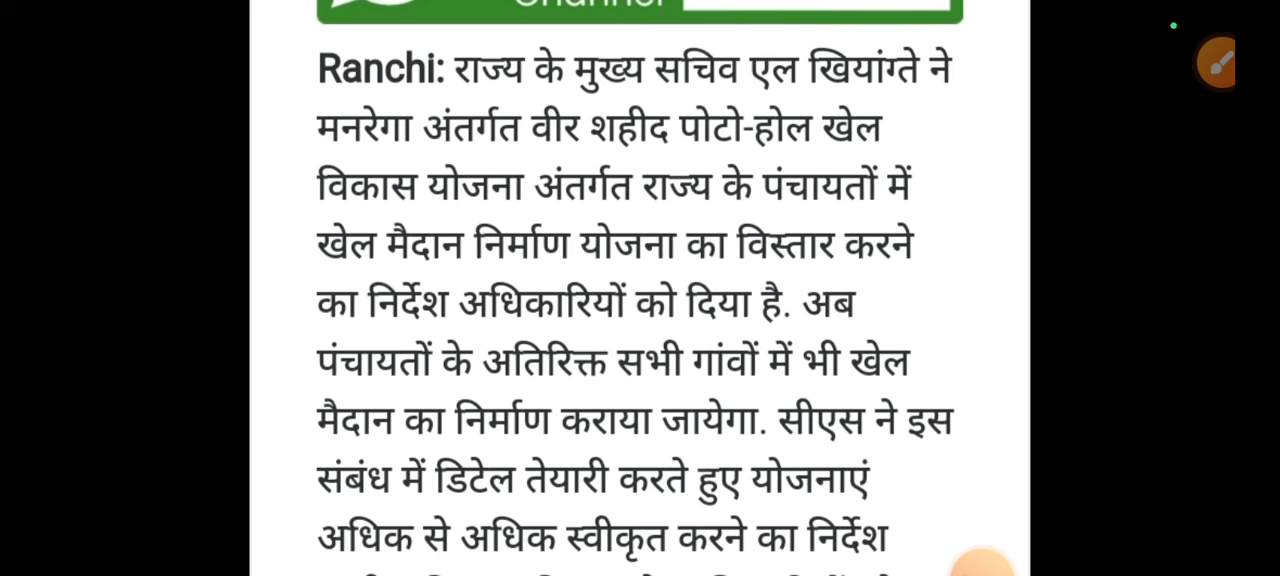 Channel
Ranchi: राज्य के मुख्य सचिव एल खियांग्ते ने
मनरेगा अंतर्गत वीर शहीद पोटो-होल खेल
विकास योजना अंतर्गत राज्य के पंचायतों में
खेल मैदान निर्माण योजना का विस्तार करने
का निर्देश अधिकारियों को दिया है. अब
पंचायतों के अतिरिक्त सभी गांवों में भी खेल
मैदान का निर्माण कराया जायेगा. सीएस ने इस
संबंध में डिटेल तेयारी करते हुए योजनाएं
अधिक से अधिक स्वीकृत करने का निर्देश